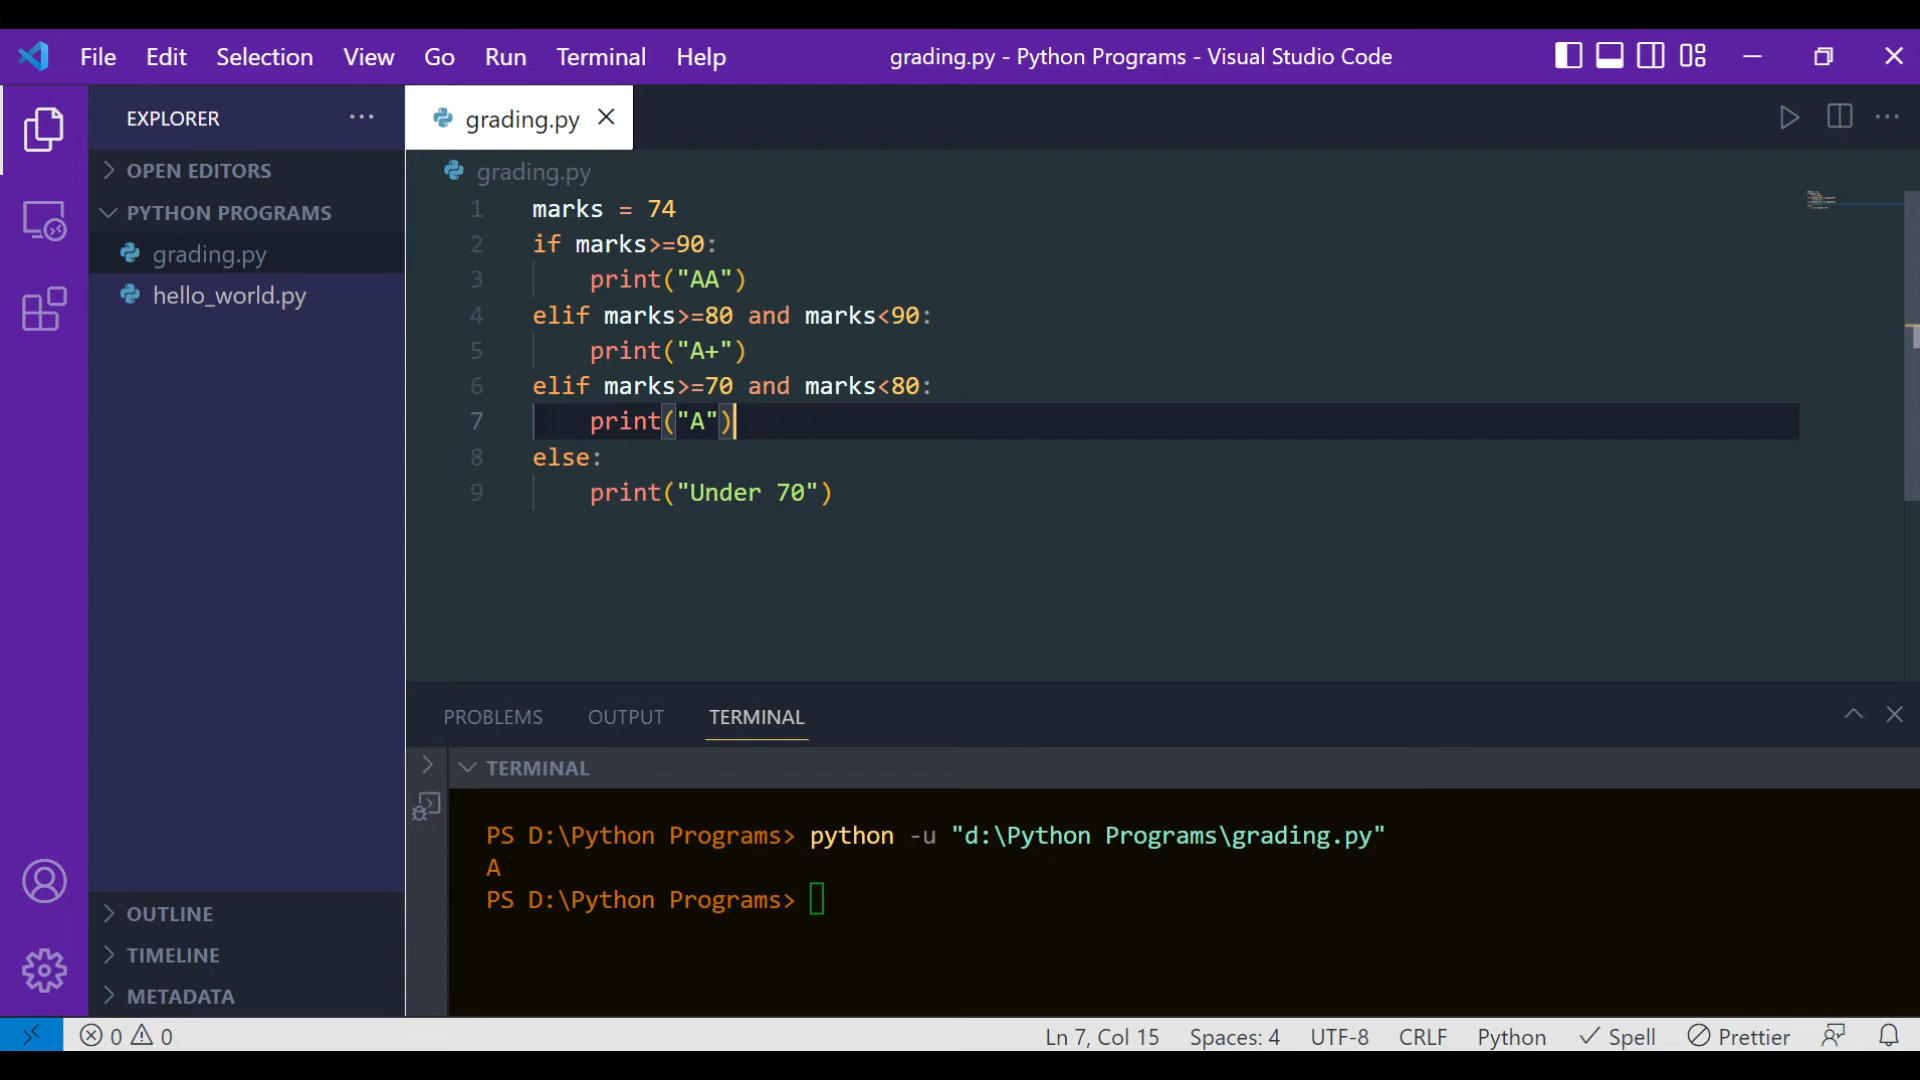 File Edit Selection View Go Run Terminal Help grading.py - Python Programs - Visual Studio Code
EXPLORER
OPEN EDITORS
PYTHON PROGRAMS
grading.py
hello_world.py
OUTLINE
TIMELINE
METADATA
grading.py
grading.py
1 marks = 74
2 if marks>=90:
3     print("AA")
4 elif marks>=80 and marks<90:
5     print("A+")
6 elif marks>=70 and marks<80:
7     print("A")
8 else:
9     print("Under 70")
PROBLEMS OUTPUT TERMINAL
TERMINAL
PS D:\Python Programs> python -u "d:\Python Programs\grading.py"
A
PS D:\Python Programs>
0 0 Ln 7, Col 15 Spaces: 4 UTF-8 CRLF Python Spell Prettier